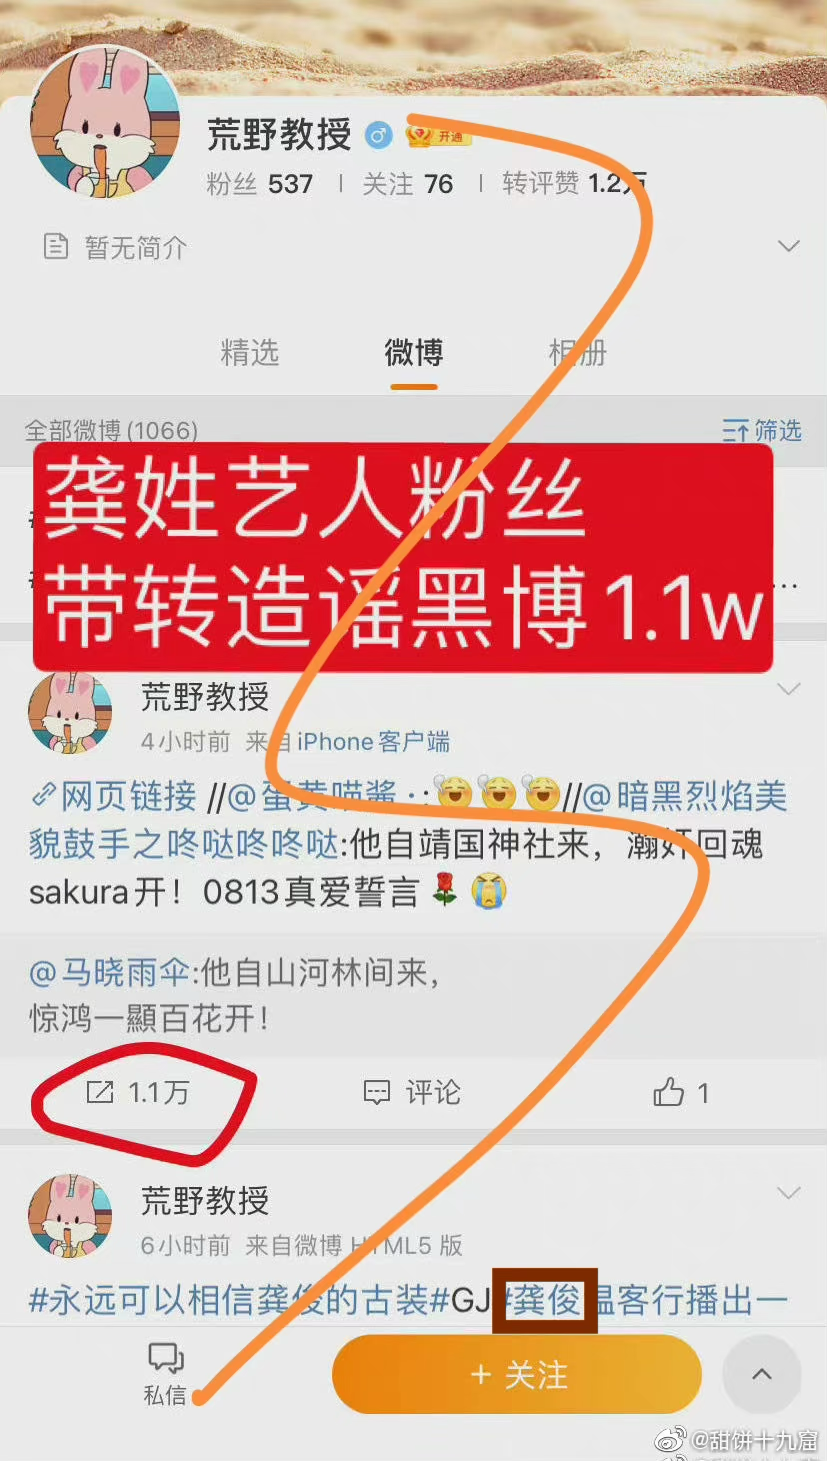 荒野教授 开通
粉丝 537 | 关注 76 | 转评赞 1.2万
暂无简介
精选 微博 相册
全部微博 (1066) 筛选
龚姓艺人粉丝
带转造谣黑博1.1w
荒野教授
4小时前 来自iPhone客户端
网页链接 //@蛋黄喵酱··://@暗黑烈焰美
貌鼓手之咚哒咚咚哒:他自靖国神社来，瀚奸回魂
sakura开！0813真爱誓言
@马晓雨伞:他自山河林间来，
惊鸿一顯百花开！
1.1万 评论 1
荒野教授
6小时前 来自微博 HTML5 版
#永远可以相信龚俊的古装#GJ#龚俊温客行播出一
私信 + 关注
@甜饼十九窟